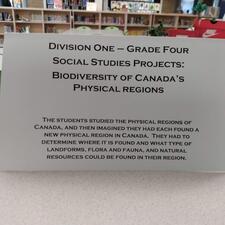 Division One – Grade Four
Social Studies Projects:
Biodiversity of Canada's
Physical regions
The students studied the physical regions of
Canada, and then imagined they had each found a
new physical region in Canada. They had to
determine where it is found and what type of
landforms, flora and fauna, and natural
resources could be found in their region.